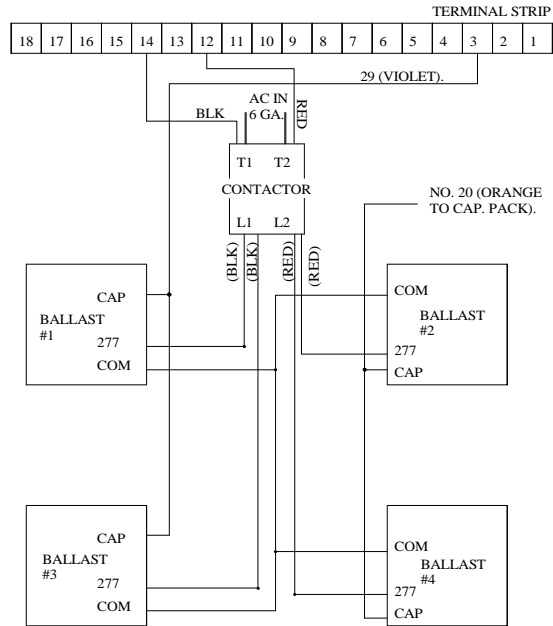 TERMINAL STRIP
18 17 16 15 14 13 12 11 10 9 8 7 6 5 4 3 2 1
29 (VIOLET).
BLK
AC IN
6 GA.
RED
T1 T2
CONTACTOR
L1 L2
NO. 20 (ORANGE
TO CAP. PACK).
(BLK)
(BLK)
(RED)
(RED)
CAP
BALLAST
#1
277
COM
COM
BALLAST
#2
277
CAP
CAP
BALLAST
#3
277
COM
COM
BALLAST
#4
277
CAP